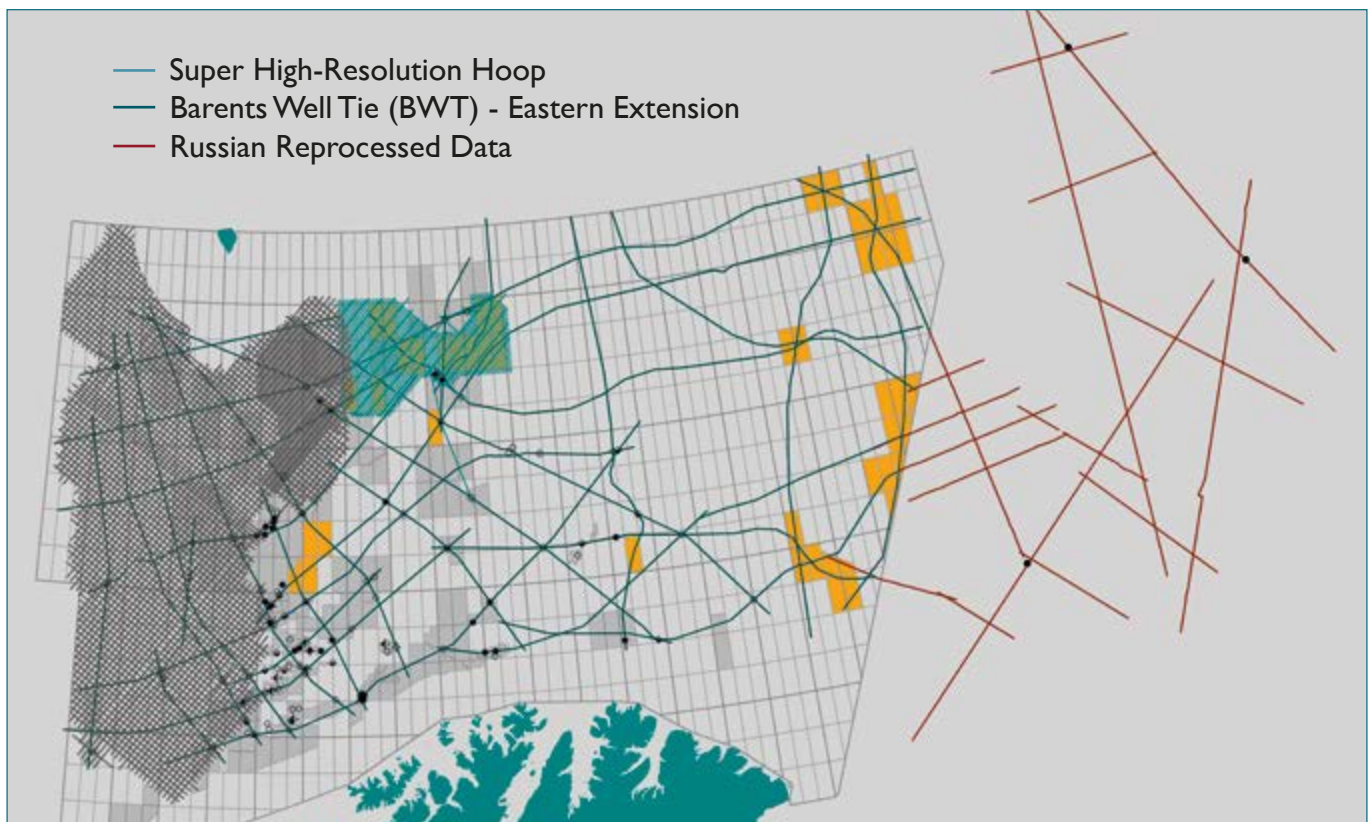 Super High-Resolution Hoop
Barents Well Tie (BWT) - Eastern Extension
Russian Reprocessed Data